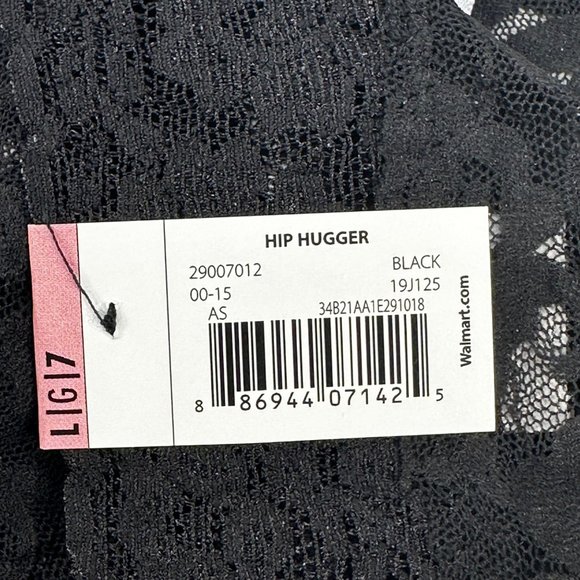 HIP HUGGER
29007012 BLACK
00-15 19J125
AS 34B21AA1E291018
8 86944 07142 5
Walmart.com
L|G|7